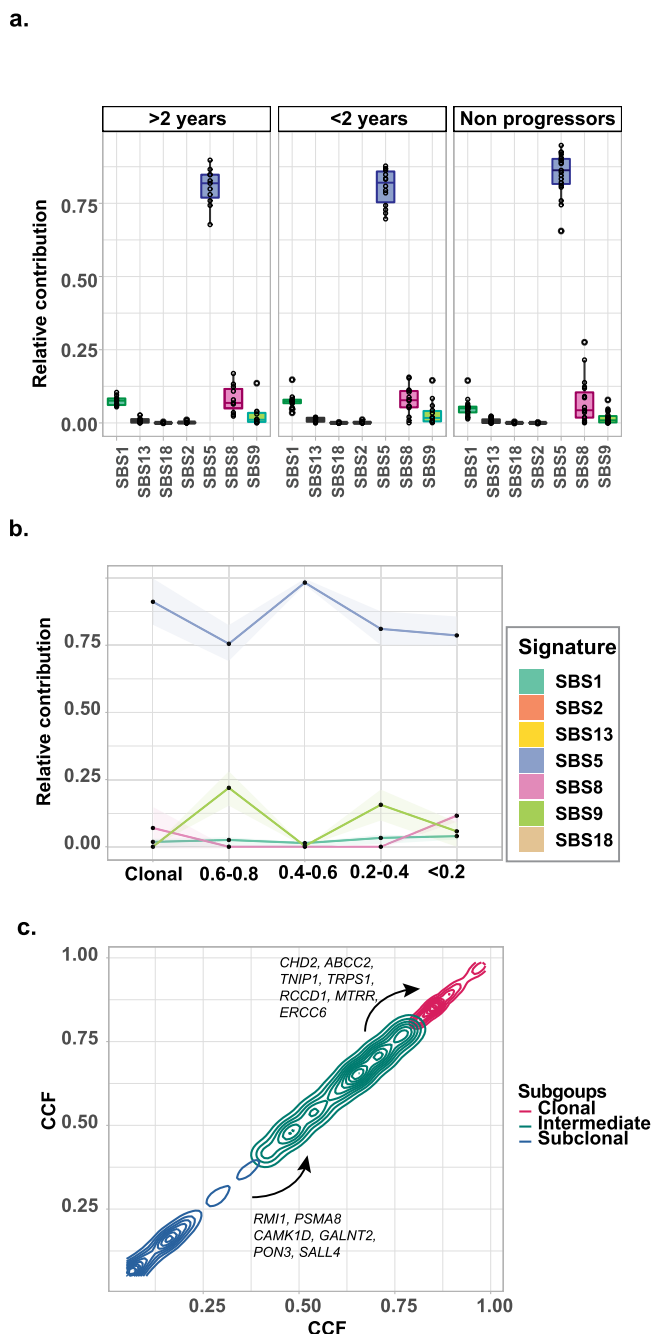 a.
>2 years
<2 years
Non progressors
Relative contribution
0.75
0.50
0.25
0.00
SBS1
SBS13
SBS18
SBS2
SBS5
SBS8
SBS9
SBS1
SBS13
SBS18
SBS2
SBS5
SBS8
SBS9
SBS1
SBS13
SBS18
SBS2
SBS5
SBS8
SBS9
b.
Relative contribution
0.75
0.50
0.25
0.00
Clonal
0.6-0.8
0.4-0.6
0.2-0.4
<0.2
Signature
SBS1
SBS2
SBS13
SBS5
SBS8
SBS9
SBS18
c.
CCF
1.00
0.75
0.50
0.25
CHD2, ABCC2,
TNIP1, TRPS1,
RCCD1, MTRR,
ERCC6
RMI1, PSMA8
CAMK1D, GALNT2,
PON3, SALL4
Subgoups
Clonal
Intermediate
Subclonal
0.25
0.50
0.75
1.00
CCF